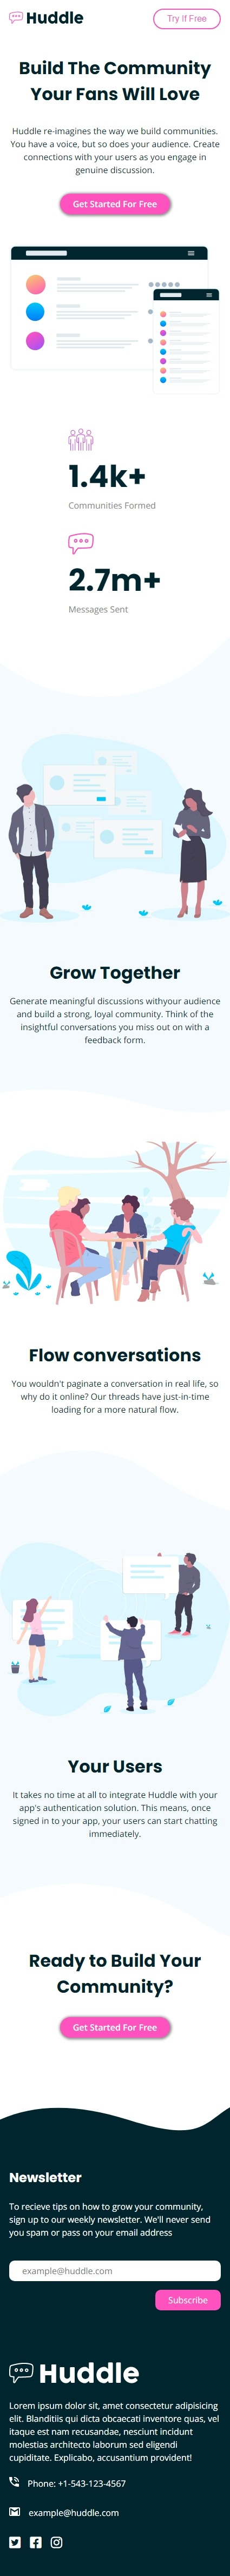 Huddle
Try If Free
Build The Community
Your Fans Will Love
Huddle re-imagines the way we build communities.
You have a voice, but so does your audience. Create
connections with your users as you engage in
genuine discussion.
Get Started For Free
1.4k+
Communities Formed
2.7m+
Messages Sent
Grow Together
Generate meaningful discussions withyour audience
and build a strong, loyal community. Think of the
insightful conversations you miss out on with a
feedback form.
Flow conversations
You wouldn't paginate a conversation in real life, so
why do it online? Our threads have just-in-time
loading for a more natural flow.
Your Users
It takes no time at all to integrate Huddle with your
app's authentication solution. This means, once
signed in to your app, your users can start chatting
immediately.
Ready to Build Your
Community?
Get Started For Free
Newsletter
To recieve tips on how to grow your community,
sign up to our weekly newsletter. We'll never send
you spam or pass on your email address
example@huddle.com
Subscribe
Huddle
Lorem ipsum dolor sit, amet consectetur adipisicing
elit. Blanditiis qui dicta obcaecati inventore quas, vel
itaque est nam recusandae, nesciunt incidunt
molestias architecto laborum sed eligendi
cupiditate. Explicabo, accusantium provident!
Phone: +1-543-123-4567
example@huddle.com